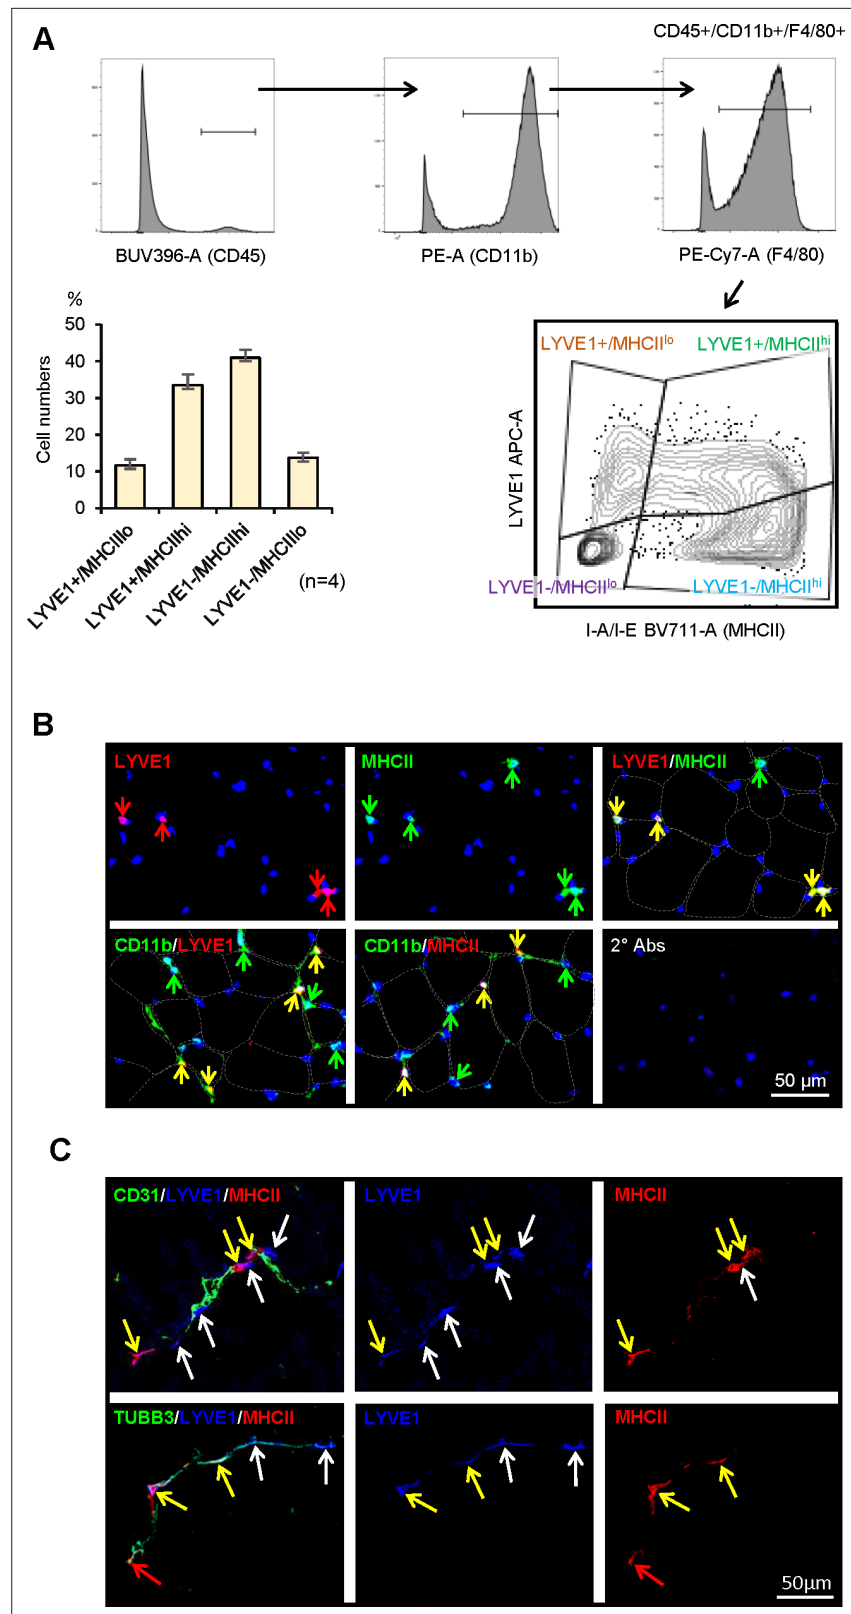 A
CD45+/CD11b+/F4/80+
BUV396-A (CD45)
PE-A (CD11b)
PE-Cy7-A (F4/80)
%
50
40
30
20
10
0
Cell numbers
LYVE1+/MHCIIlo
LYVE1+/MHCIIhi
LYVE1-/MHCIIhi
LYVE1-/MHCIIlo
(n=4)
LYVE1+/MHCIIlo
LYVE1+/MHCIIhi
LYVE1 APC-A
LYVE1-/MHCIIlo
LYVE1-/MHCIIhi
I-A/I-E BV711-A (MHCII)
B
LYVE1
MHCII
LYVE1/MHCII
CD11b/LYVE1
CD11b/MHCII
2° Abs
50 µm
C
CD31/LYVE1/MHCII
LYVE1
MHCII
TUBB3/LYVE1/MHCII
LYVE1
MHCII
50µm